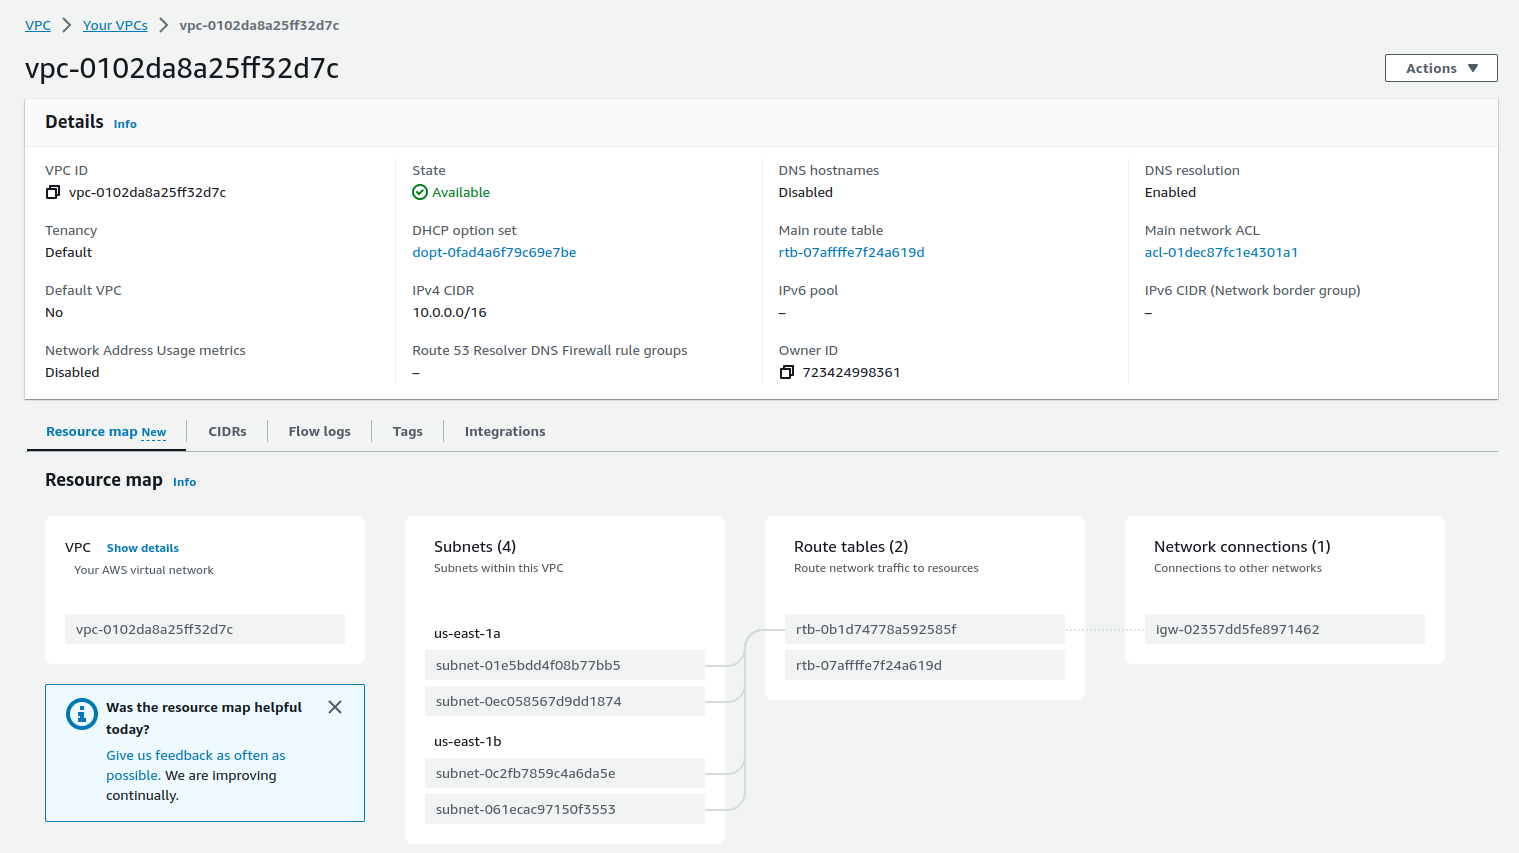 VPC > Your VPCs > vpc-0102da8a25ff32d7c
vpc-0102da8a25ff32d7c
Actions ▼
Details Info
VPC ID
vpc-0102da8a25ff32d7c
State
Available
DNS hostnames
Disabled
DNS resolution
Enabled
Tenancy
Default
DHCP option set
dopt-0fad4a6f79c69e7be
Main route table
rtb-07affffe7f24a619d
Main network ACL
acl-01dec87fc1e4301a1
Default VPC
No
IPv4 CIDR
10.0.0.0/16
IPv6 pool
–
IPv6 CIDR (Network border group)
–
Network Address Usage metrics
Disabled
Route 53 Resolver DNS Firewall rule groups
–
Owner ID
723424998361
Resource map New
CIDRs
Flow logs
Tags
Integrations
Resource map Info
VPC Show details
Your AWS virtual network
vpc-0102da8a25ff32d7c
Was the resource map helpful
today?
Give us feedback as often as
possible. We are improving
continually.
Subnets (4)
Subnets within this VPC
us-east-1a
subnet-01e5bdd4f08b77bb5
subnet-0ec058567d9dd1874
us-east-1b
subnet-0c2fb7859c4a6da5e
subnet-061ecac97150f3553
Route tables (2)
Route network traffic to resources
rtb-0b1d74778a592585f
rtb-07affffe7f24a619d
Network connections (1)
Connections to other networks
igw-02357dd5fe8971462